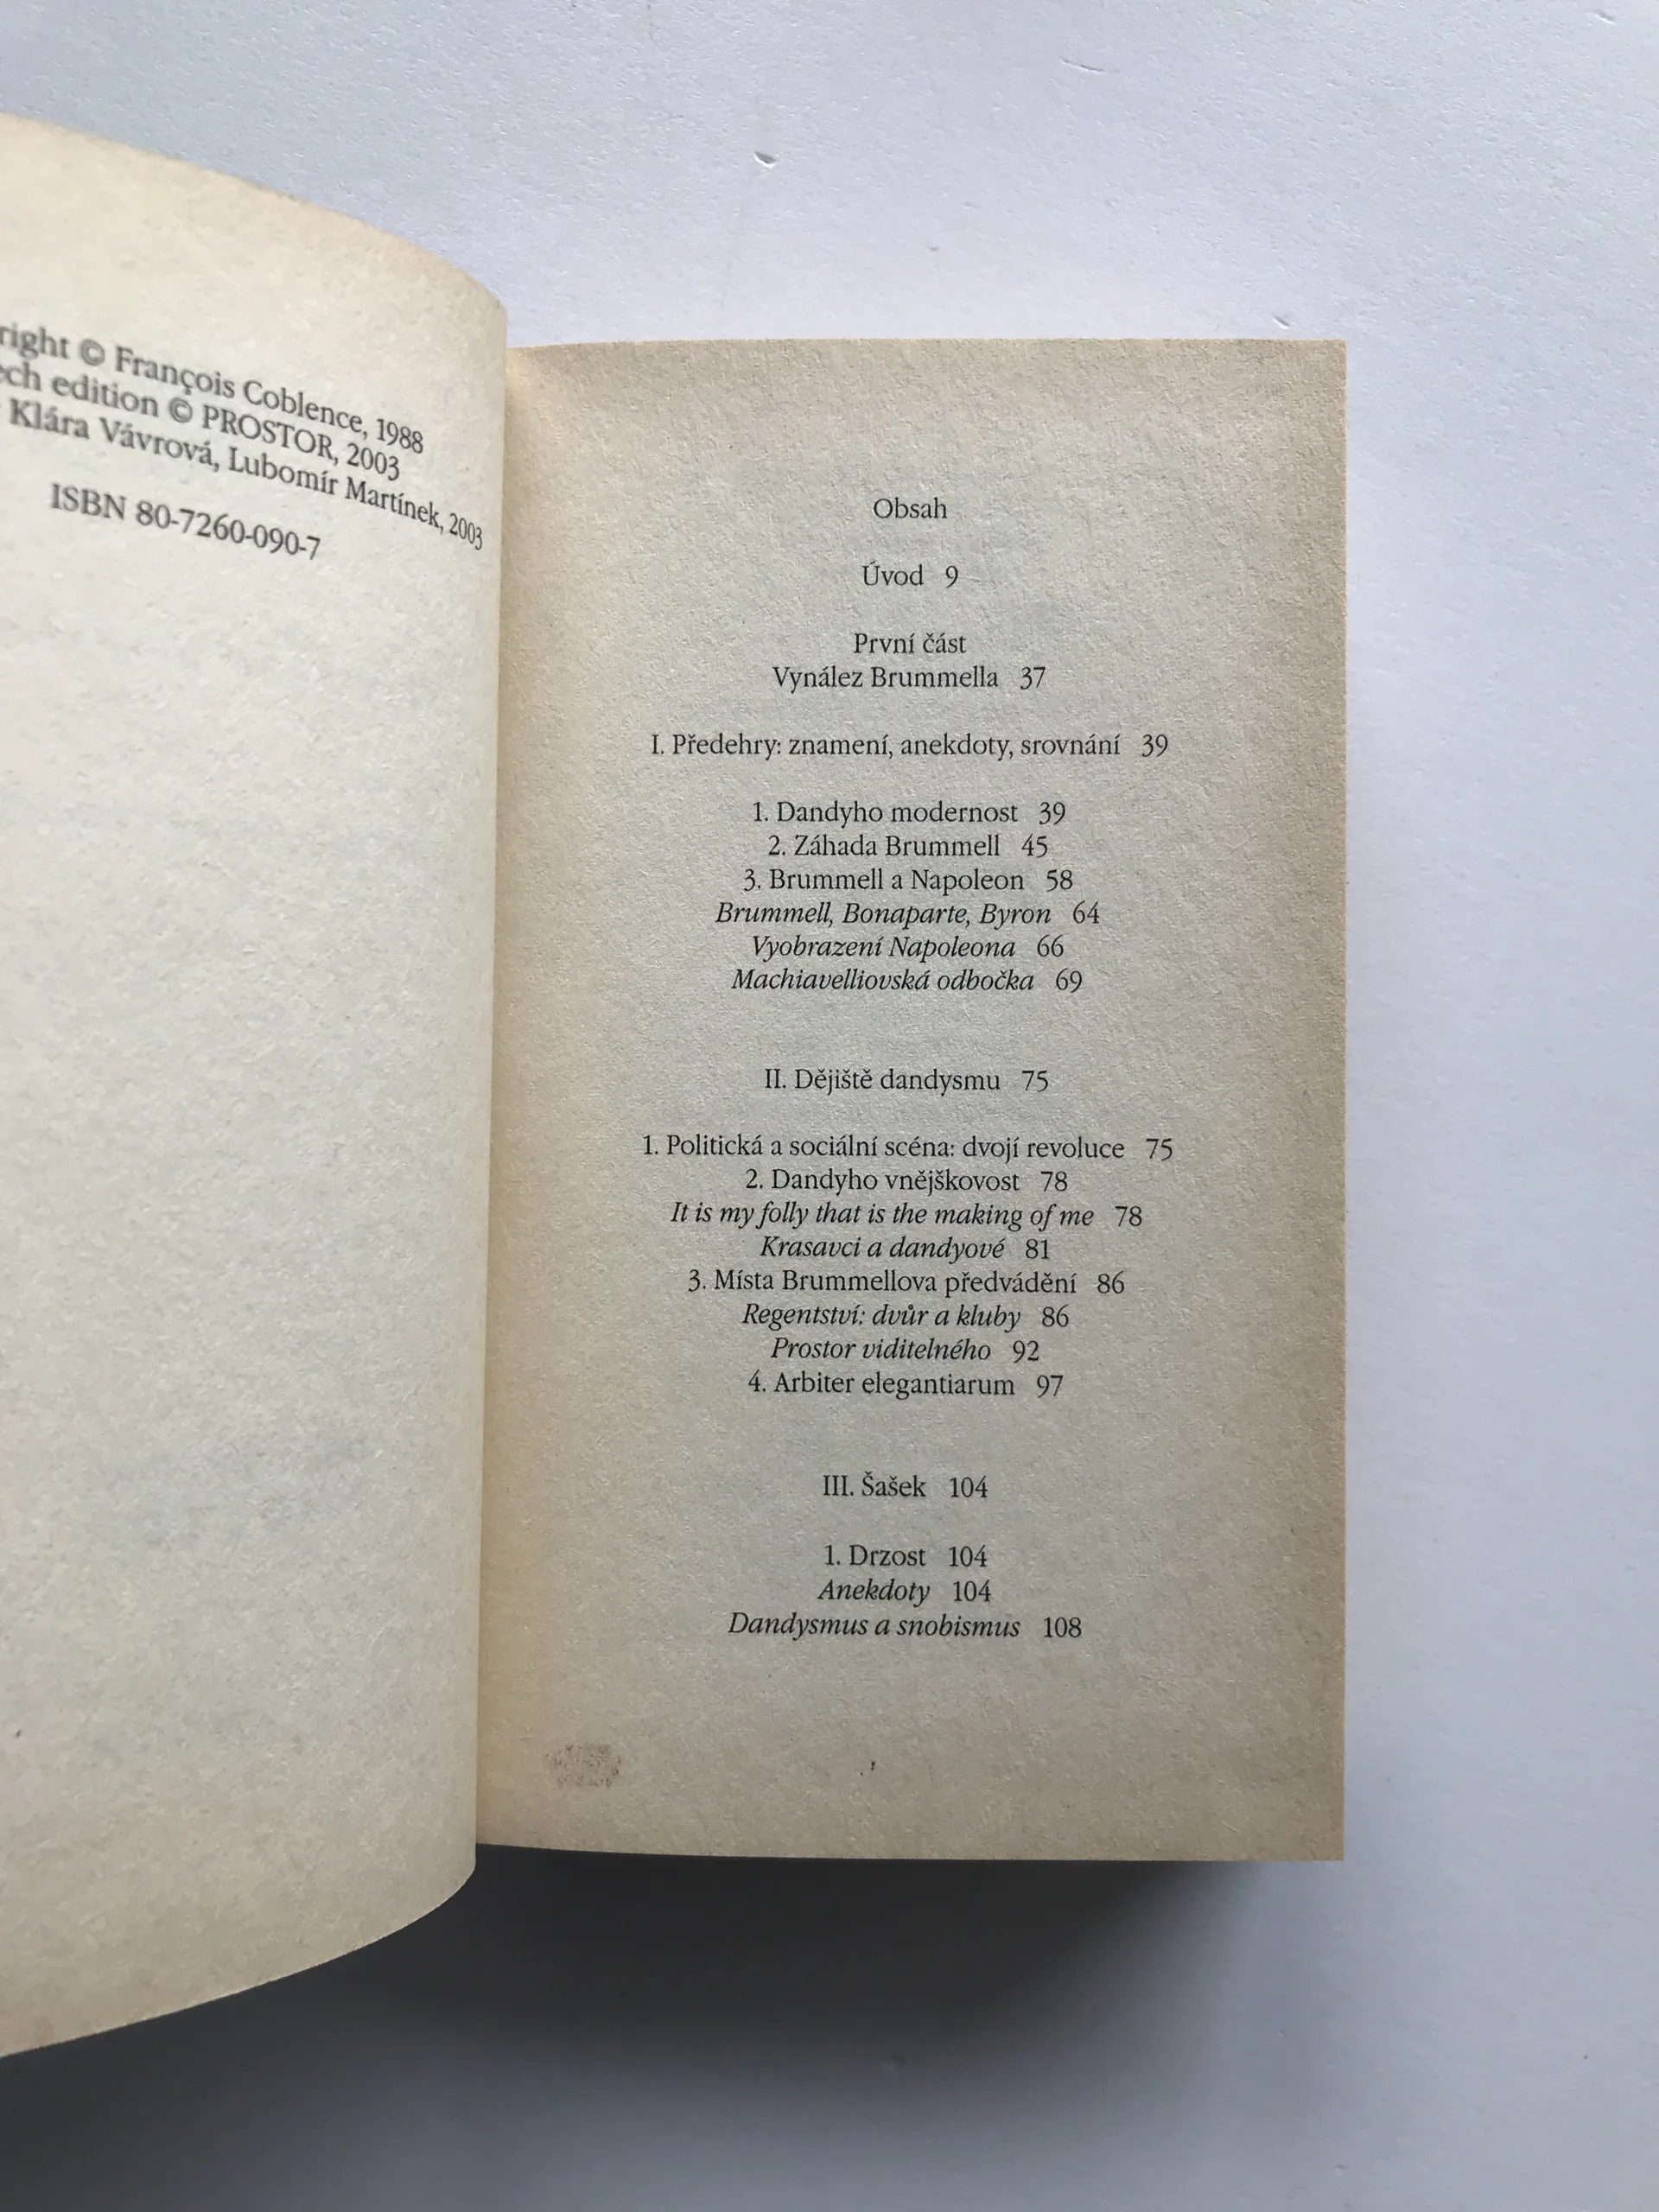 right © François Coblence, 1988
ech edition © PROSTOR, 2003
Klára Vávrová, Lubomír Martínek, 2003
ISBN 80-7260-090-7
Obsah
Úvod 9
První část
Vynález Brummella 37
I. Předehry: znamení, anekdoty, srovnání 39
1. Dandyho modernost 39
2. Záhada Brummell 45
3. Brummell a Napoleon 58
Brummell, Bonaparte, Byron 64
Vyobrazení Napoleona 66
Machiavelliovská odbočka 69
II. Dějiště dandysmu 75
1. Politická a sociální scéna: dvojí revoluce 75
2. Dandyho vnějškovost 78
It is my folly that is the making of me 78
Krasavci a dandyové 81
3. Místa Brummellova předvádění 86
Regentství: dvůr a kluby 86
Prostor viditelného 92
4. Arbiter elegantiarum 97
III. Šašek 104
1. Drzost 104
Anekdoty 104
Dandysmus a snobismus 108